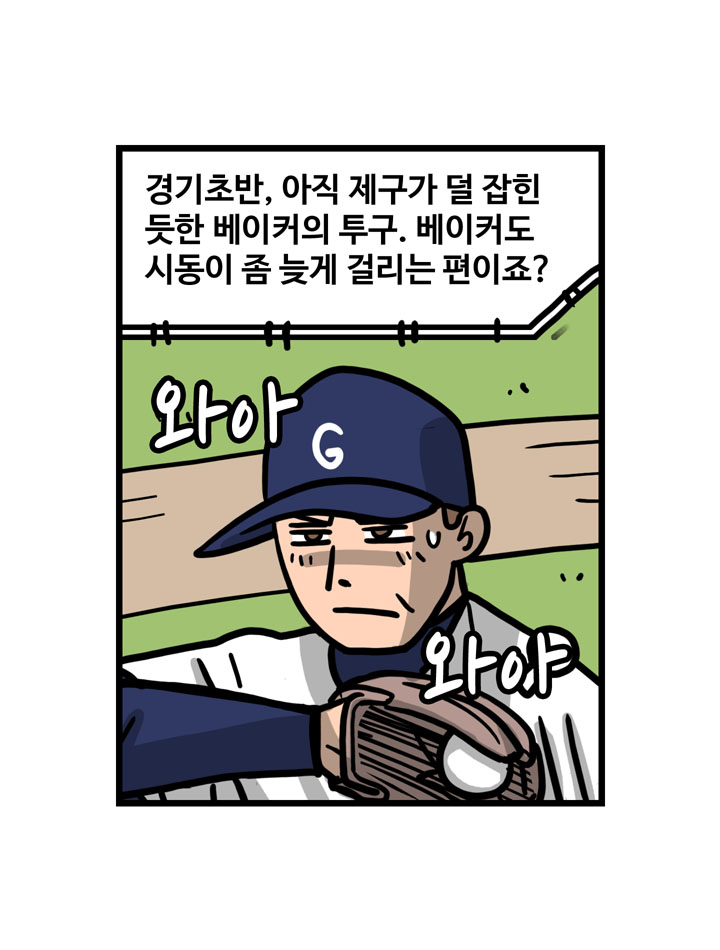 경기초반, 아직 제구가 덜 잡힌
듯한 베이커의 투구. 베이커도
시동이 좀 늦게 걸리는 편이죠?
와아
G
와아